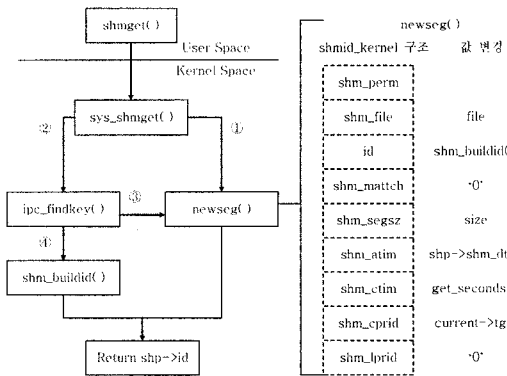 shmget( )
User Space
Kernel Space
sys_shmget( )
②
①
ipc_findkey( )
③
newseg( )
④
shm_buildid( )
Return shp->id
newseg( )
shmid_kernel 구조 값 변경
shm_perm
shm_file file
id shm_buildid(
shm_mattch '0'
shm_segsz size
shm_atim shp->shm_dt
shm_ctim get_seconds
shm_cprid current->tg
shm_lprid '0'